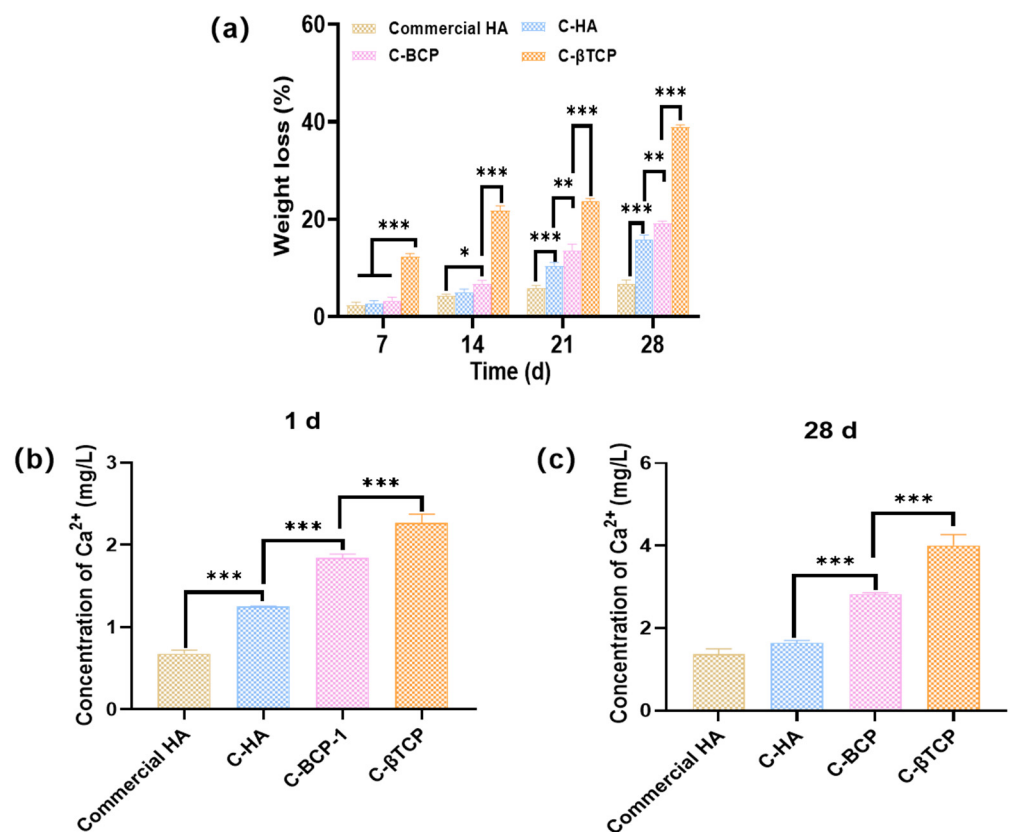 (a)
Commercial HA
C-HA
C-BCP
C-βTCP
Weight loss (%)
60
40
20
0
***
*
***
***
**
***
***
**
***
7 14 21 28
Time (d)
(b)
1 d
Concentration of Ca²⁺ (mg/L)
3
2
1
0
***
***
***
Commercial HA
C-HA
C-BCP-1
C-βTCP
(c)
28 d
Concentration of Ca²⁺ (mg/L)
6
4
2
0
***
***
Commercial HA
C-HA
C-BCP
C-βTCP